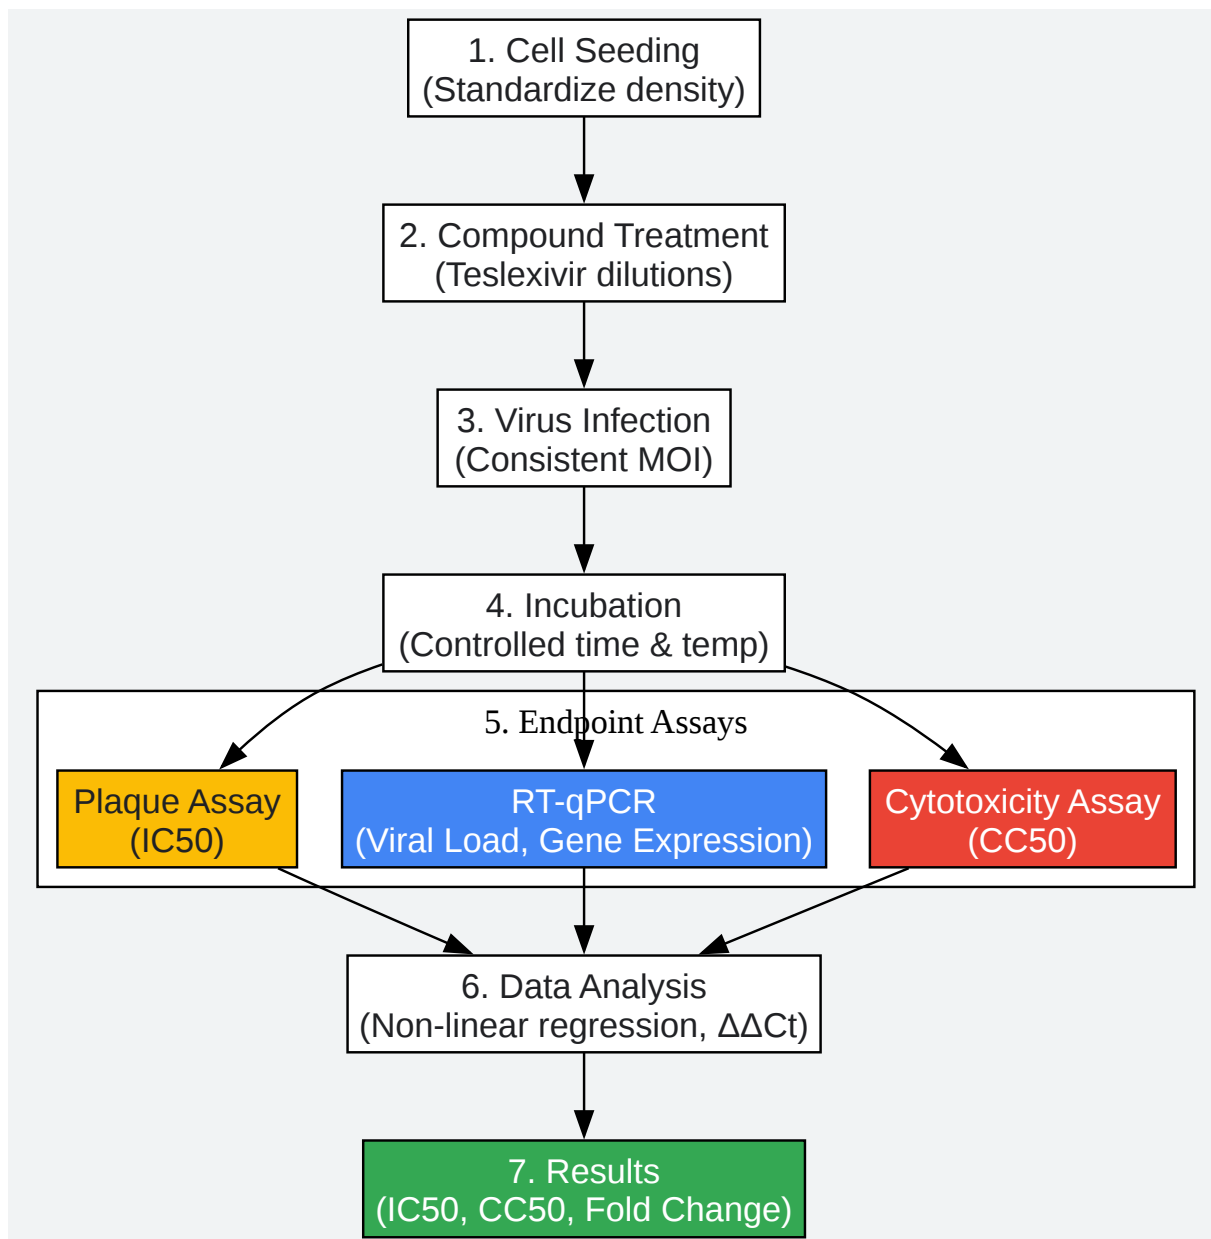 1. Cell Seeding
(Standardize density)
2. Compound Treatment
(Teslexivir dilutions)
3. Virus Infection
(Consistent MOI)
4. Incubation
(Controlled time & temp)
5. Endpoint Assays
Plaque Assay
(IC50)
RT-qPCR
(Viral Load, Gene Expression)
Cytotoxicity Assay
(CC50)
6. Data Analysis
(Non-linear regression, ΔΔCt)
7. Results
(IC50, CC50, Fold Change)